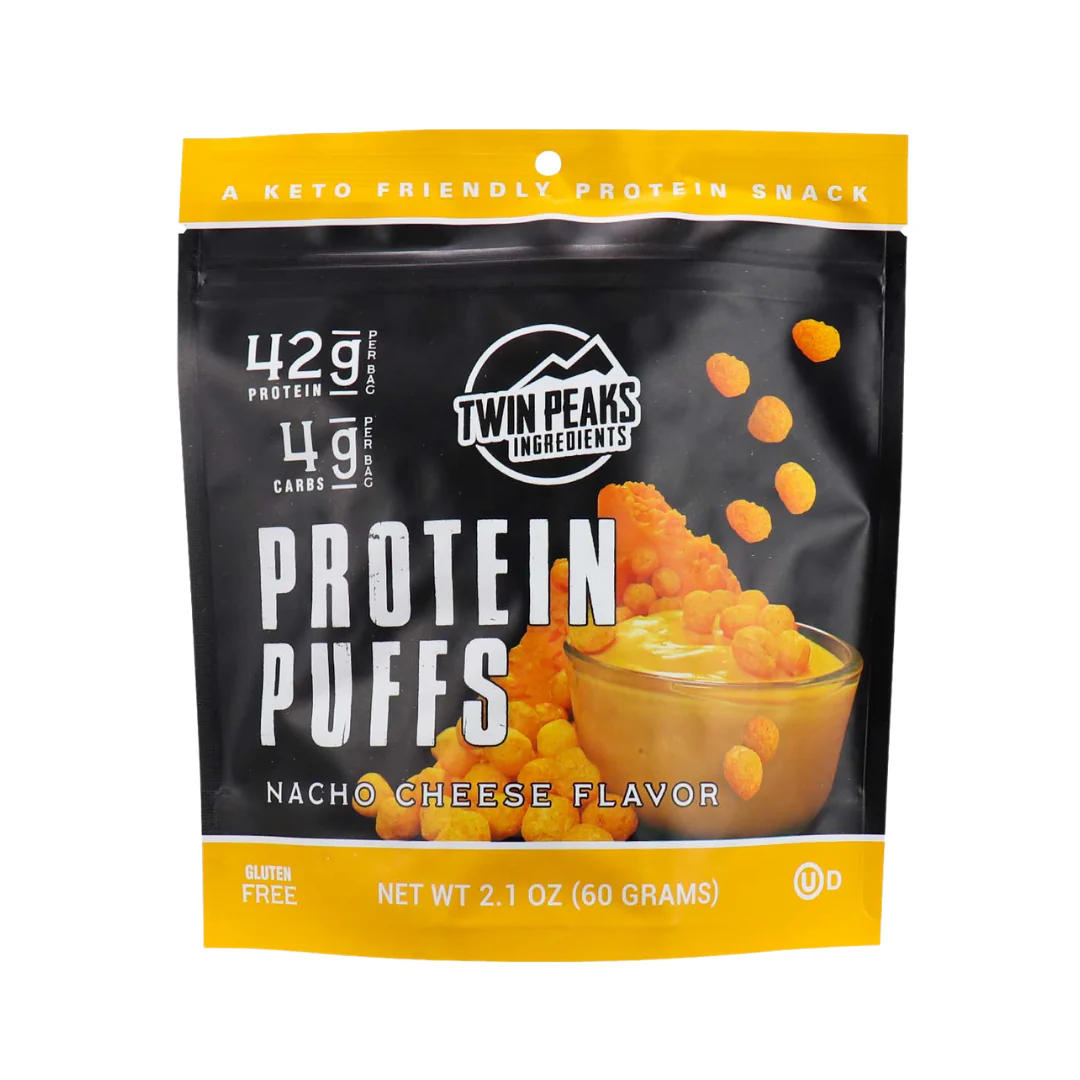 A KETO FRIENDLY PROTEIN SNACK
42g PER BAG
PROTEIN
4g PER BAG
CARBS
TWIN PEAKS
INGREDIENTS
PROTEIN
PUFFS
NACHO CHEESE FLAVOR
GLUTEN
FREE
NET WT 2.1 OZ (60 GRAMS)
U D